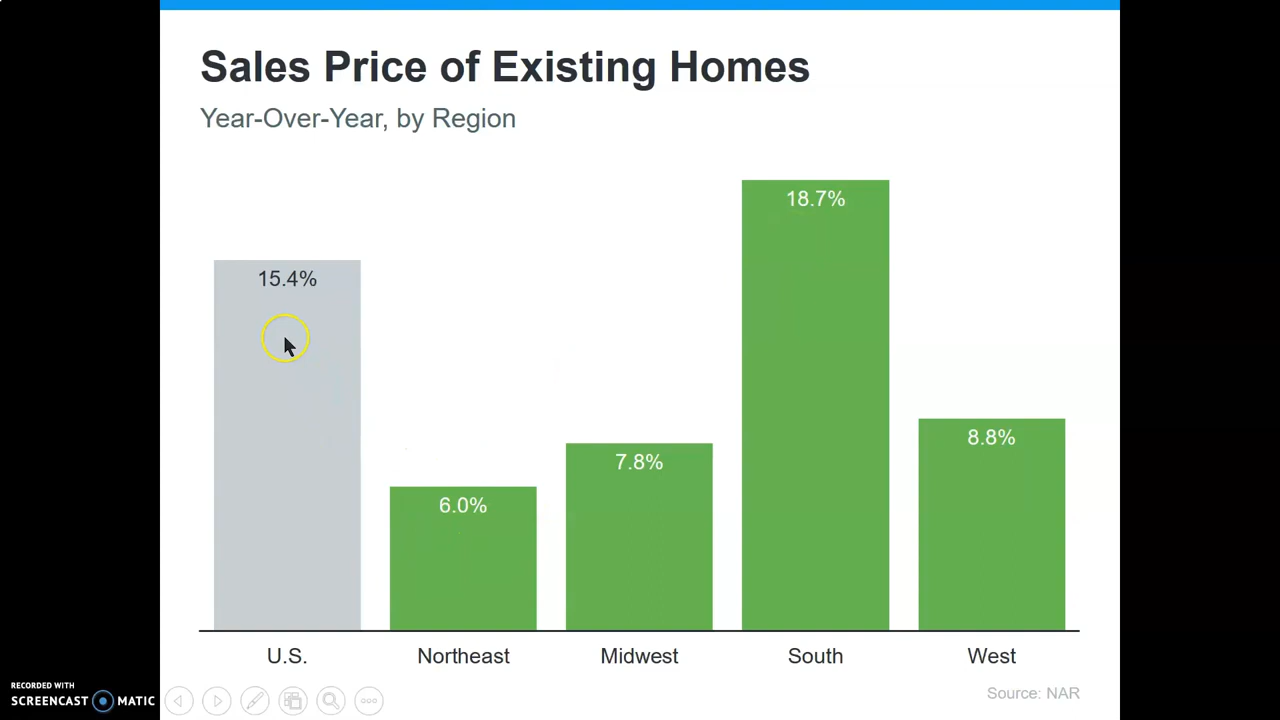 Sales Price of Existing Homes
Year-Over-Year, by Region
15.4%
6.0%
7.8%
18.7%
8.8%
U.S.
Northeast
Midwest
South
West
Source: NAR
RECORDED WITH
SCREENCAST MATIC